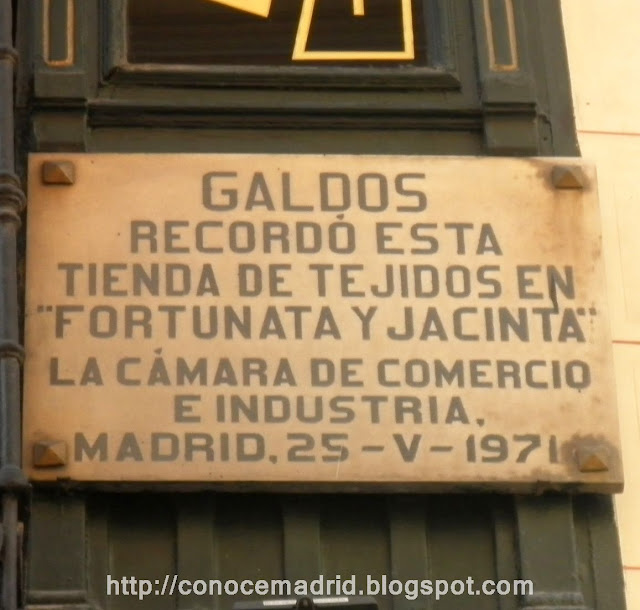 GALDOS
RECORDÓ ESTA
TIENDA DE TEJIDOS EN
"FORTUNATA Y JACINTA"
LA CÁMARA DE COMERCIO
E INDUSTRIA.
MADRID, 25-V-1971
http://conocemadrid.blogspot.com